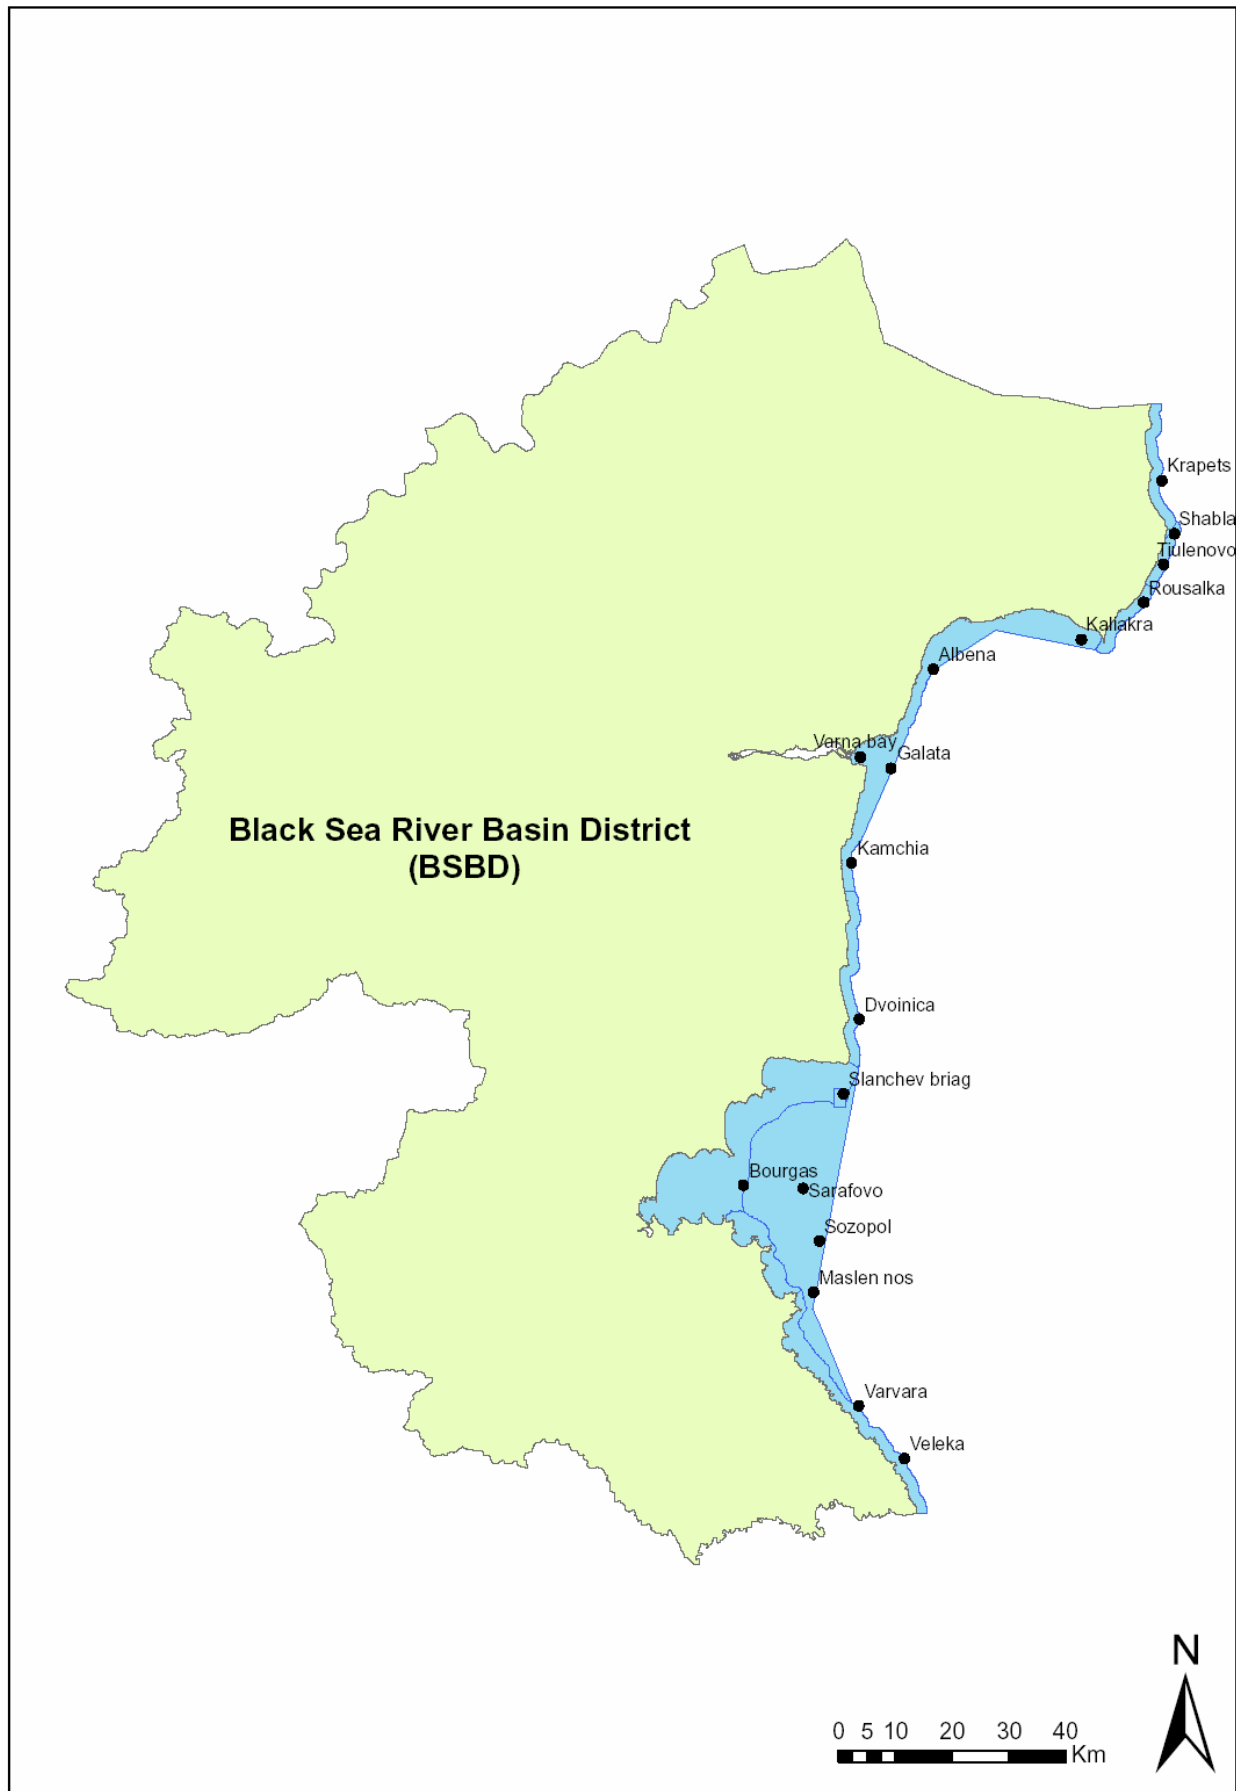 Krapets
Shabla
Tiulenovo
Rousalka
Kaliakra
Albena
Varna bay
Galata
Black Sea River Basin District
(BSBD)
Kamchia
Dvoinica
Slanchev briag
Bourgas
Sarafovo
Sozopol
Maslen nos
Varvara
Veleka
N
0 5 10 20 30 40
Km